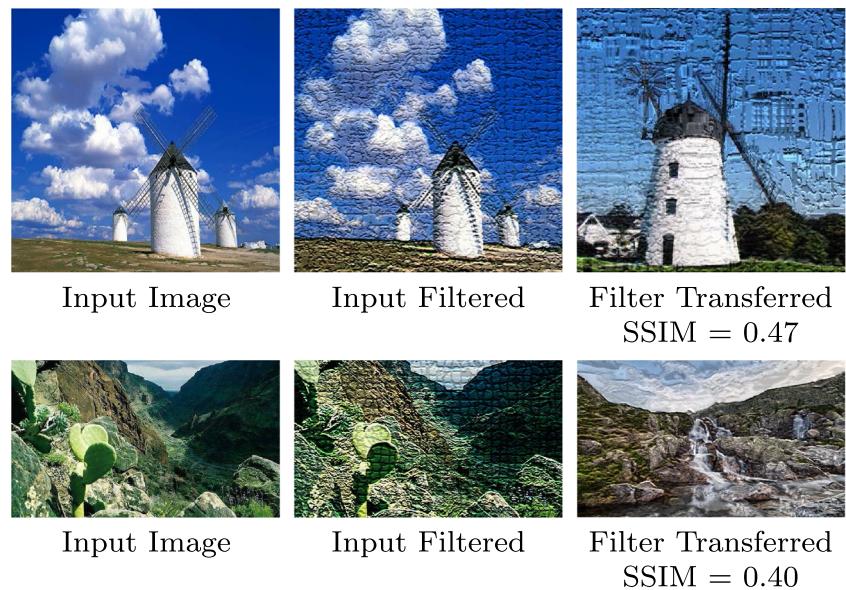 Input Image
Input Filtered
Filter Transferred
SSIM = 0.47
Input Image
Input Filtered
Filter Transferred
SSIM = 0.40